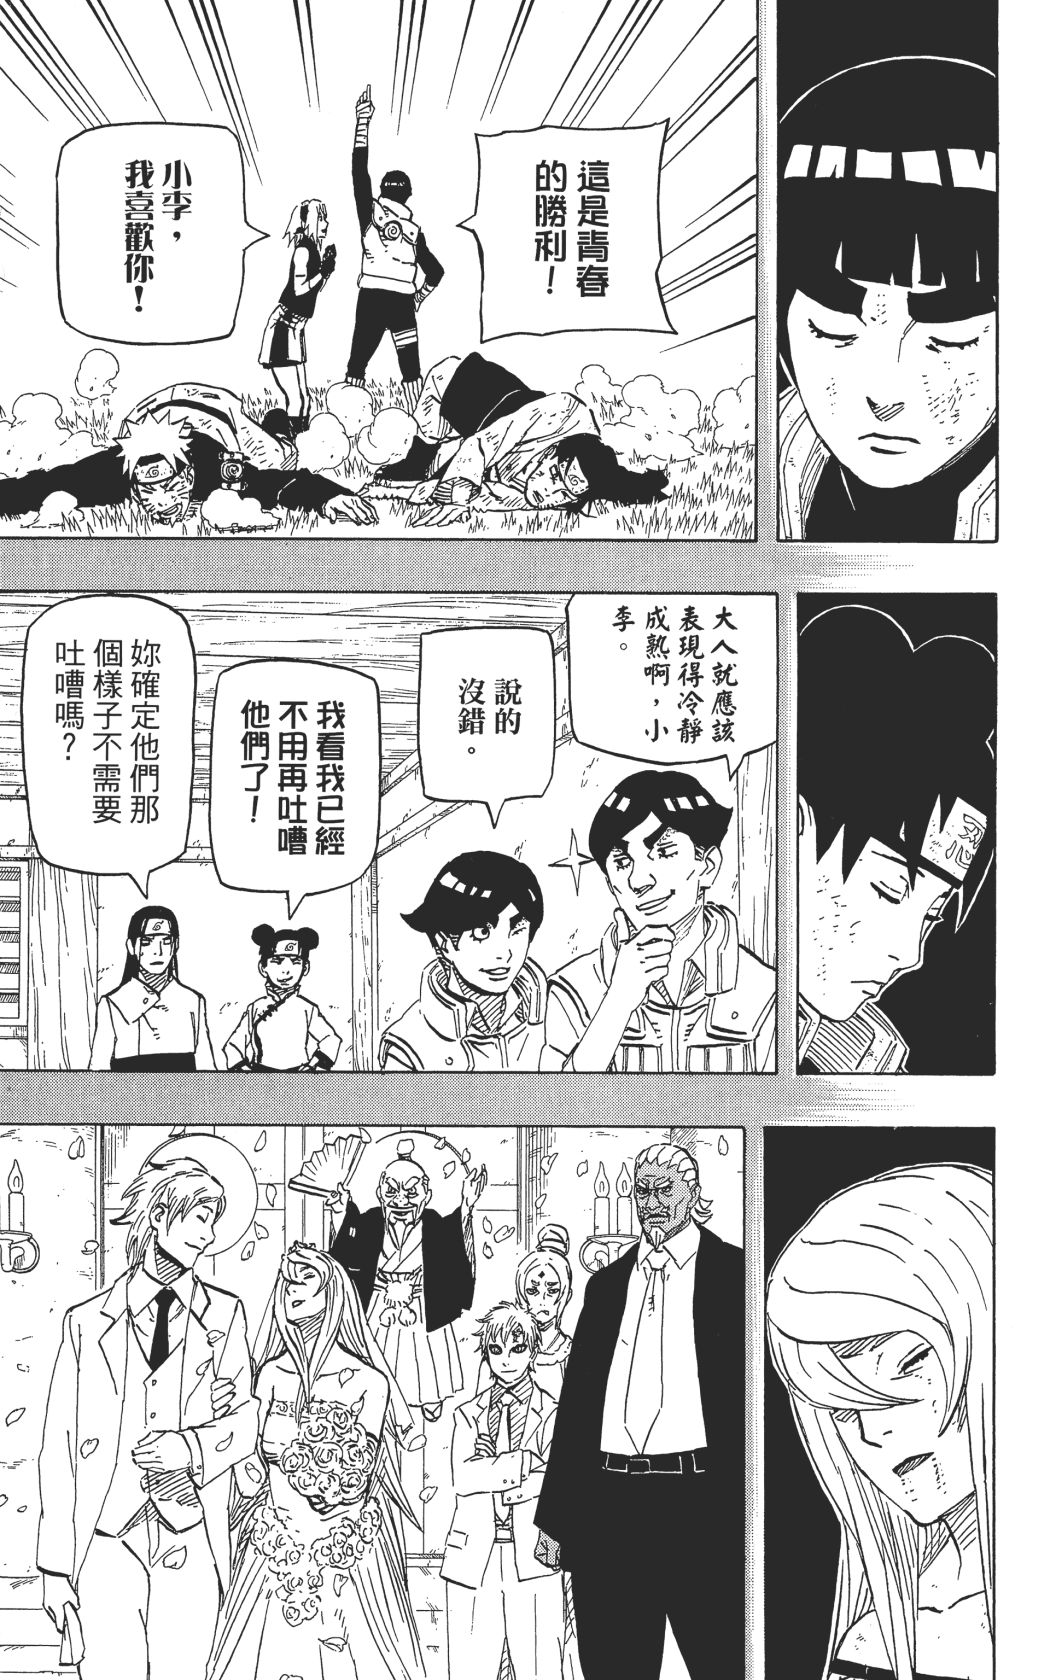 這是青春
的勝利！
小李，
我喜歡你！
大人就應該
表現得冷靜
成熟啊，小
李。
說的
沒錯。
我看我已經
不用再吐嘈
他們了！
妳確定他們那
個樣子不需要
吐嘈嗎？
忍